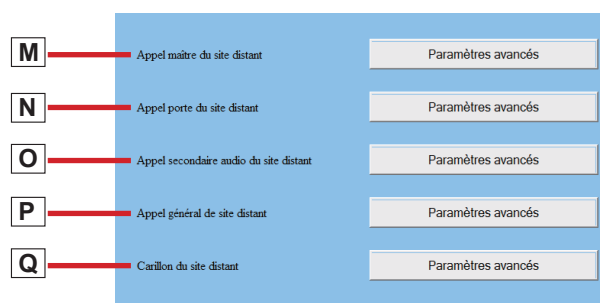 M Appel maître du site distant Paramètres avancés
N Appel porte du site distant Paramètres avancés
O Appel secondaire audio du site distant Paramètres avancés
P Appel général de site distant Paramètres avancés
Q Carillon du site distant Paramètres avancés